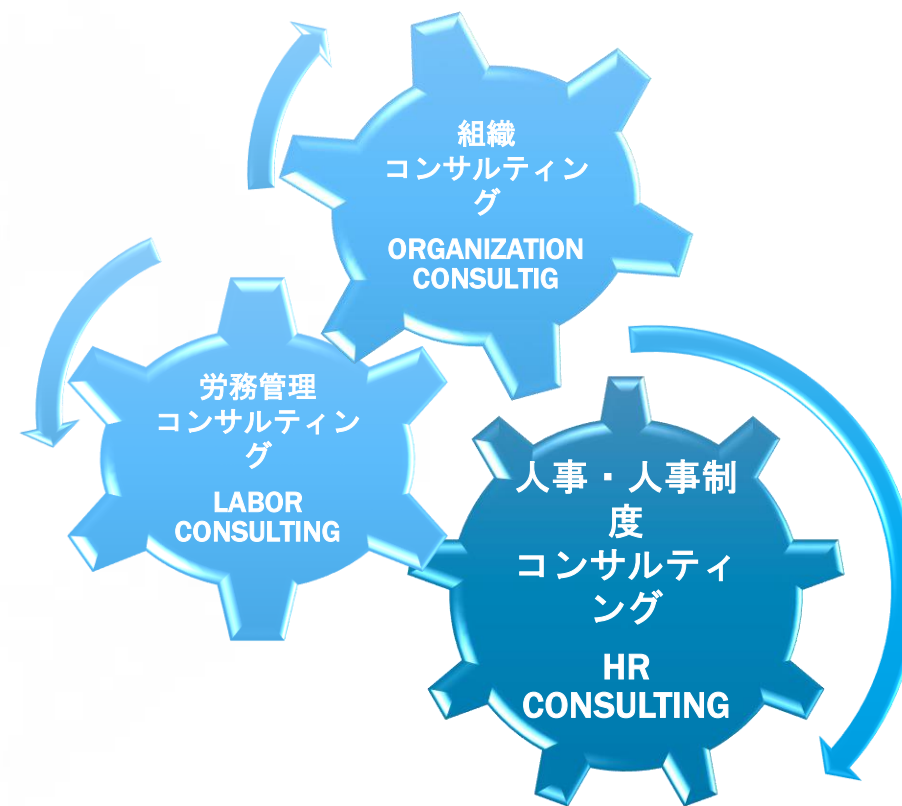 組織
コンサルティン
グ
ORGANIZATION
CONSULTIG
労務管理
コンサルティン
グ
LABOR
CONSULTING
人事・人事制
度
コンサルティ
ング
HR
CONSULTING